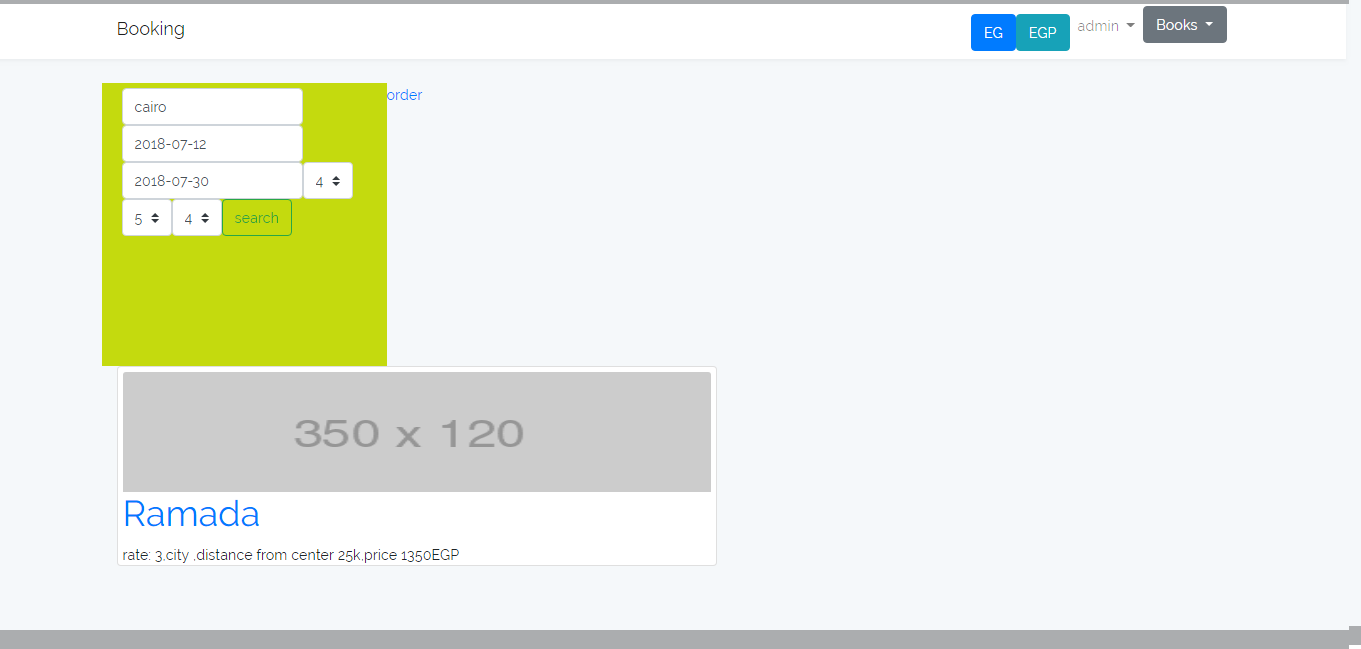 Booking EG EGP admin Books
cairo order
2018-07-12
2018-07-30 4
5 4 search
350 x 120
Ramada
rate: 3,city ,distance from center 25k,price 1350EGP